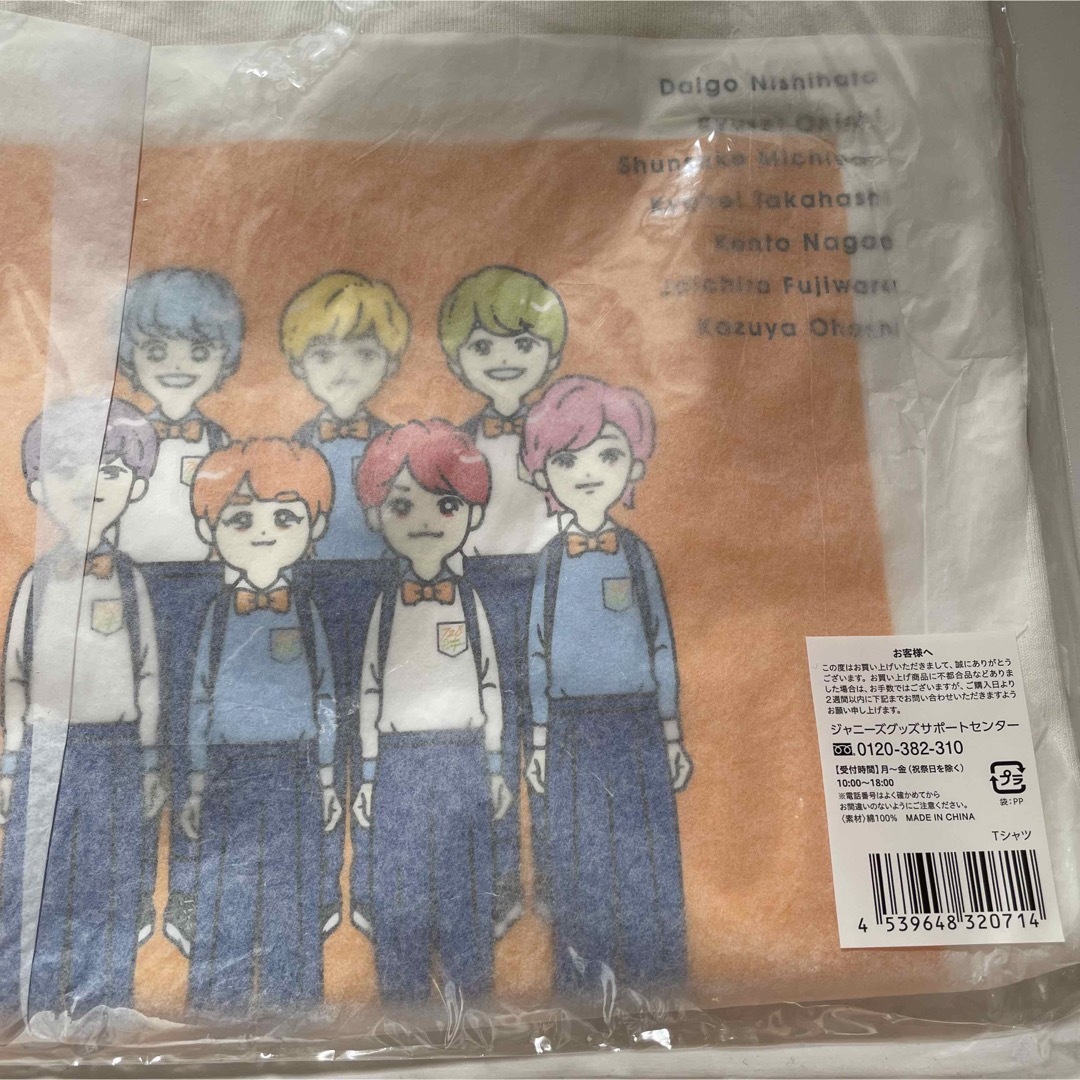 Daigo Nishihata
Ryusei Ohnishi
Shunsuke Michieda
Kyohei Takahashi
Kento Nagao
Joichiro Fujiwara
Kazuya Ohashi
お客様へ
この度はお買い上げいただきまして、誠にありがとう
ございます。お買い上げ商品に不都合品などありま
した場合は、お手数ではございますが、ご購入日より
2週間以内に下記までお問い合わせいただきますよう
お願い申し上げます。
ジャニーズグッズサポートセンター
0120-382-310
【受付時間】月〜金(祝祭日を除く)
10:00〜18:00
※電話番号はよく確かめてから
お間違いのないようにご注意ください。
〈素材〉綿100% MADE IN CHINA
プラ
袋:PP
Tシャツ
4 539648 320714